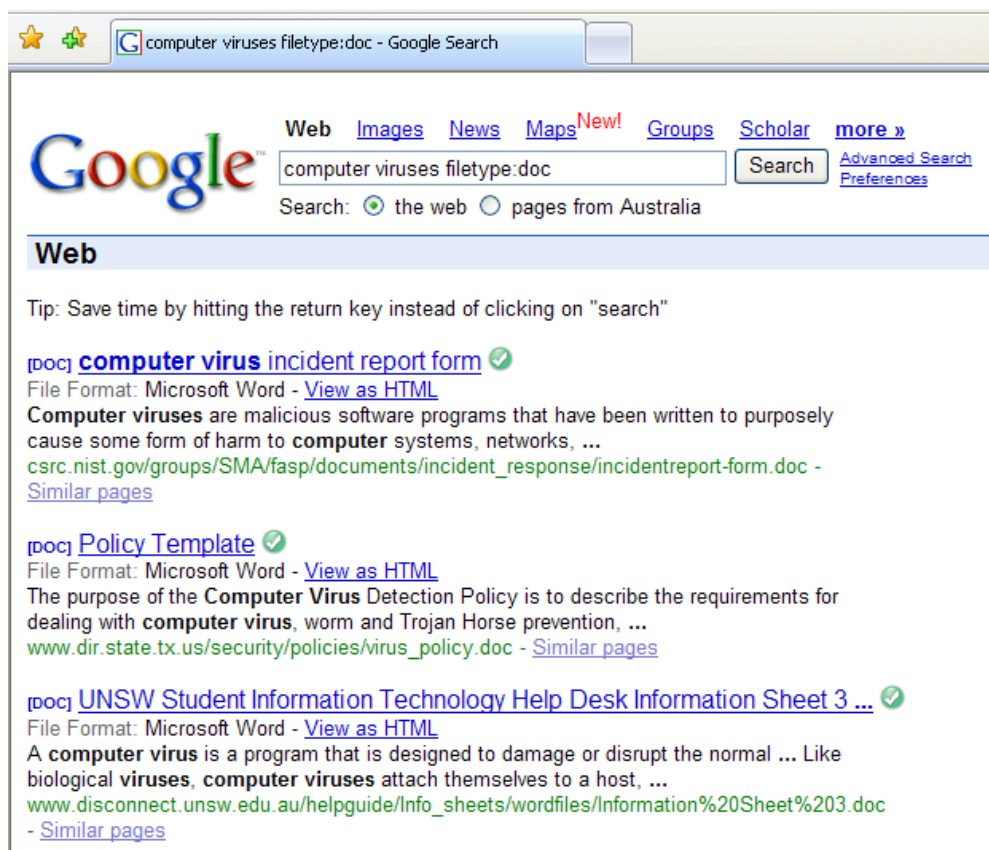 computer viruses filetype:doc - Google Search
Google™
Web Images News Maps New! Groups Scholar more »
computer viruses filetype:doc Search Advanced Search
Preferences
Search: the web pages from Australia
Web
Tip: Save time by hitting the return key instead of clicking on "search"
[DOC] computer virus incident report form
File Format: Microsoft Word - View as HTML
Computer viruses are malicious software programs that have been written to purposely
cause some form of harm to computer systems, networks, ...
csrc.nist.gov/groups/SMA/fasp/documents/incident_response/incidentreport-form.doc -
Similar pages
[DOC] Policy Template
File Format: Microsoft Word - View as HTML
The purpose of the Computer Virus Detection Policy is to describe the requirements for
dealing with computer virus, worm and Trojan Horse prevention, ...
www.dir.state.tx.us/security/policies/virus_policy.doc - Similar pages
[DOC] UNSW Student Information Technology Help Desk Information Sheet 3 ...
File Format: Microsoft Word - View as HTML
A computer virus is a program that is designed to damage or disrupt the normal ... Like
biological viruses, computer viruses attach themselves to a host, ...
www.disconnect.unsw.edu.au/helpguide/Info_sheets/wordfiles/Information%20Sheet%203.doc
- Similar pages